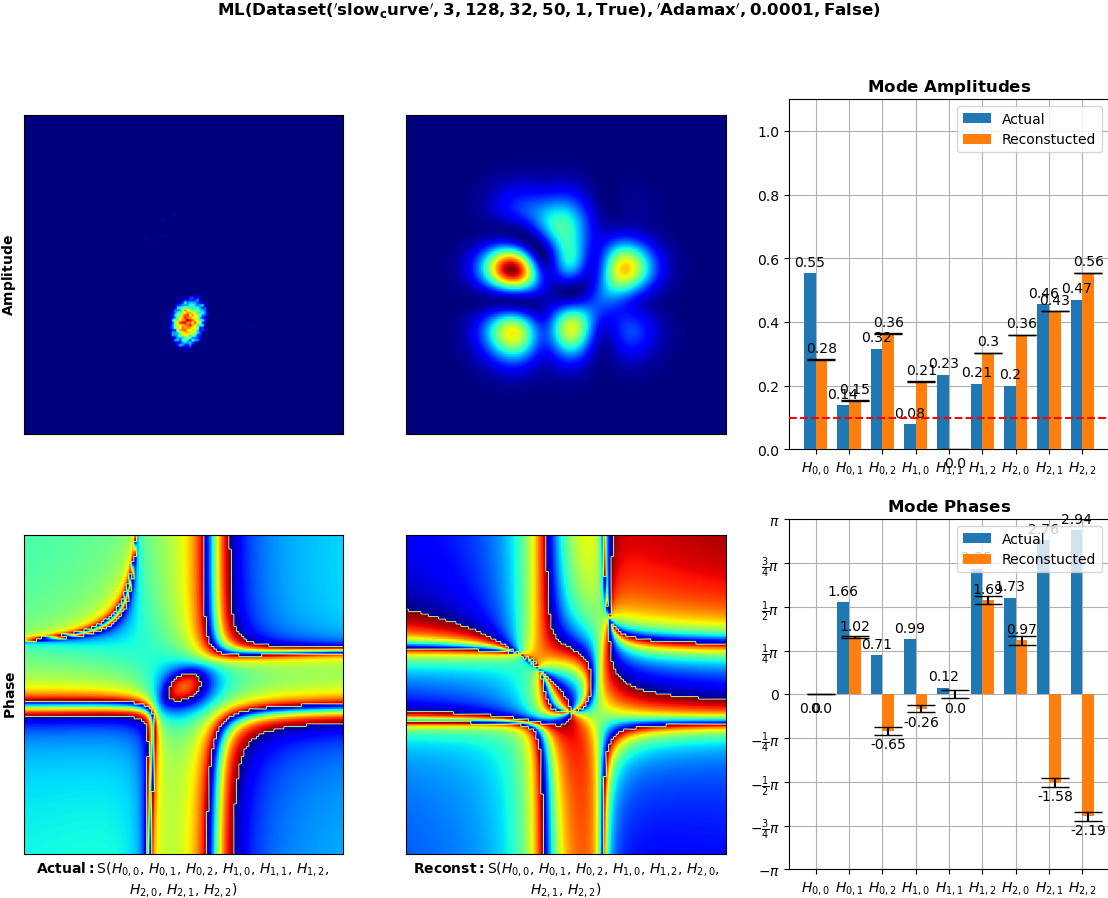 ML(Dataset('slow_curve', 3, 128, 32, 50, 1, True), 'Adamax', 0.0001, False)
Amplitude
Mode Amplitudes
Actual
Reconstucted
1.0
0.8
0.6
0.4
0.2
0.0
0.55
0.28
0.14
0.15
0.32
0.36
0.08
0.21
0.23
0.0
0.21
0.3
0.2
0.36
0.46
0.43
0.47
0.56
H0,0 H0,1 H0,2 H1,0 H1,1 H1,2 H2,0 H2,1 H2,2
Phase
Mode Phases
Actual
Reconstucted
π
3/4π
1/2π
1/4π
0
−1/4π
−1/2π
−3/4π
−π
0.0
1.66
1.02
0.71
-0.65
0.99
-0.26
0.12
0.0
1.69
1.73
0.97
2.76
-1.58
2.94
-2.19
H0,0 H0,1 H0,2 H1,0 H1,1 H1,2 H2,0 H2,1 H2,2
Actual: S(H0,0, H0,1, H0,2, H1,0, H1,1, H1,2,
H2,0, H2,1, H2,2)
Reconst: S(H0,0, H0,1, H0,2, H1,0, H1,2, H2,0,
H2,1, H2,2)